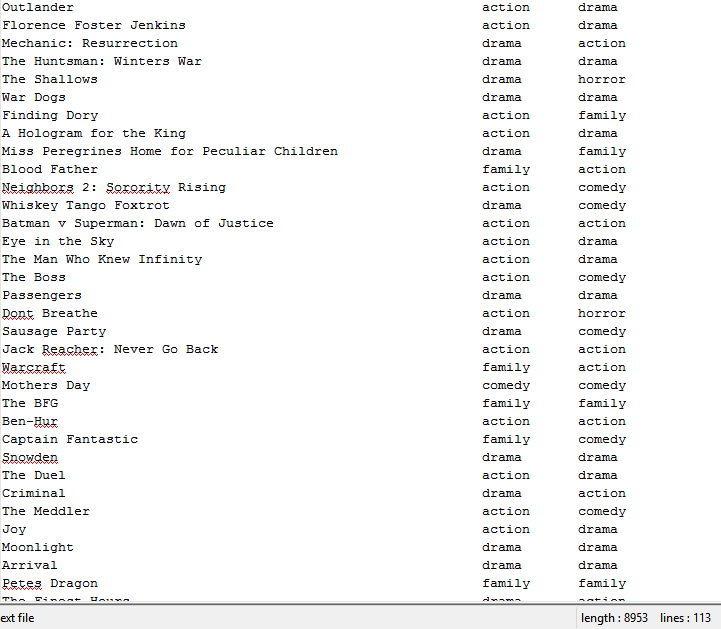 Outlander action drama
Florence Foster Jenkins action drama
Mechanic: Resurrection drama action
The Huntsman: Winters War drama drama
The Shallows drama horror
War Dogs drama drama
Finding Dory action family
A Hologram for the King action drama
Miss Peregrines Home for Peculiar Children drama family
Blood Father family action
Neighbors 2: Sorority Rising action comedy
Whiskey Tango Foxtrot drama comedy
Batman v Superman: Dawn of Justice action action
Eye in the Sky action drama
The Man Who Knew Infinity action drama
The Boss action comedy
Passengers drama drama
Dont Breathe action horror
Sausage Party drama comedy
Jack Reacher: Never Go Back action action
Warcraft family action
Mothers Day comedy comedy
The BFG family family
Ben-Hur action action
Captain Fantastic family comedy
Snowden drama drama
The Duel action drama
Criminal drama action
The Meddler action comedy
Joy action drama
Moonlight drama drama
Arrival drama drama
Petes Dragon family family
The Finest Hours drama action
ext file length : 8953 lines : 113